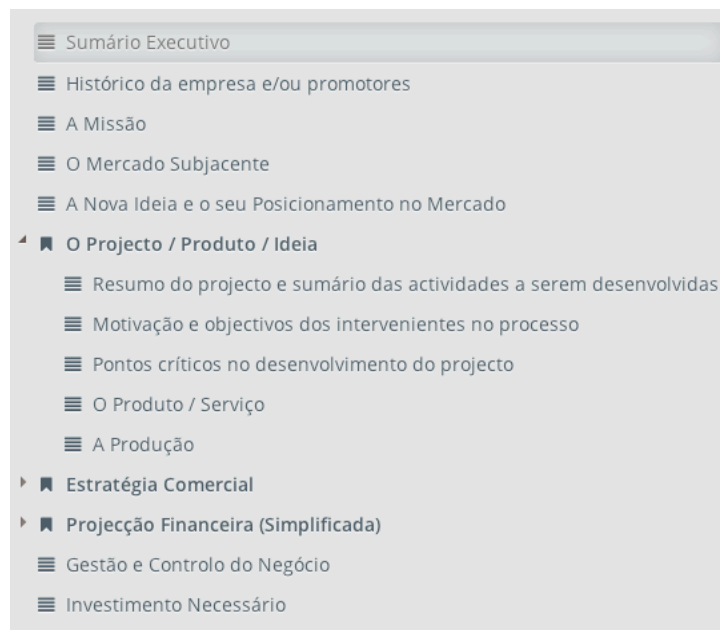 Sumário Executivo
Histórico da empresa e/ou promotores
A Missão
O Mercado Subjacente
A Nova Ideia e o seu Posicionamento no Mercado
O Projecto / Produto / Ideia
Resumo do projecto e sumário das actividades a serem desenvolvidas
Motivação e objectivos dos intervenientes no processo
Pontos críticos no desenvolvimento do projecto
O Produto / Serviço
A Produção
Estratégia Comercial
Projecção Financeira (Simplificada)
Gestão e Controlo do Negócio
Investimento Necessário